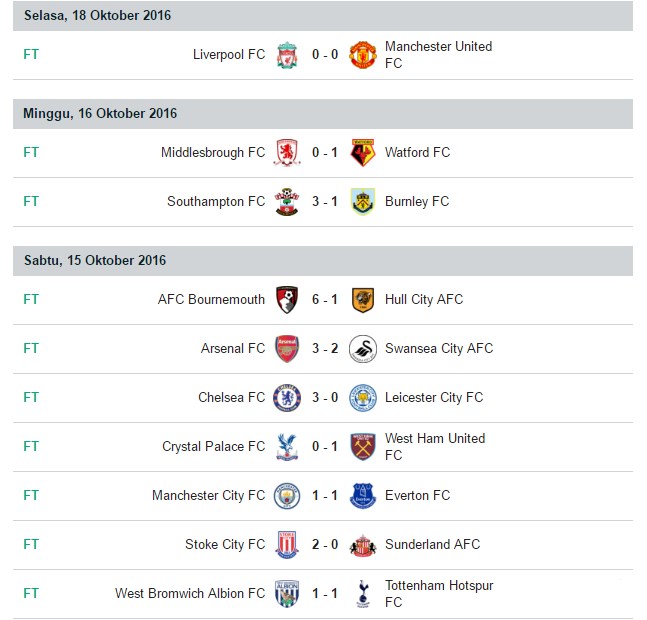 Selasa, 18 Oktober 2016
FT Liverpool FC 0 - 0 Manchester United
FC
Minggu, 16 Oktober 2016
FT Middlesbrough FC 0 - 1 Watford FC
FT Southampton FC 3 - 1 Burnley FC
Sabtu, 15 Oktober 2016
FT AFC Bournemouth 6 - 1 Hull City AFC
FT Arsenal FC 3 - 2 Swansea City AFC
FT Chelsea FC 3 - 0 Leicester City FC
FT Crystal Palace FC 0 - 1 West Ham United
FC
FT Manchester City FC 1 - 1 Everton FC
FT Stoke City FC 2 - 0 Sunderland AFC
FT West Bromwich Albion FC 1 - 1 Tottenham Hotspur
FC